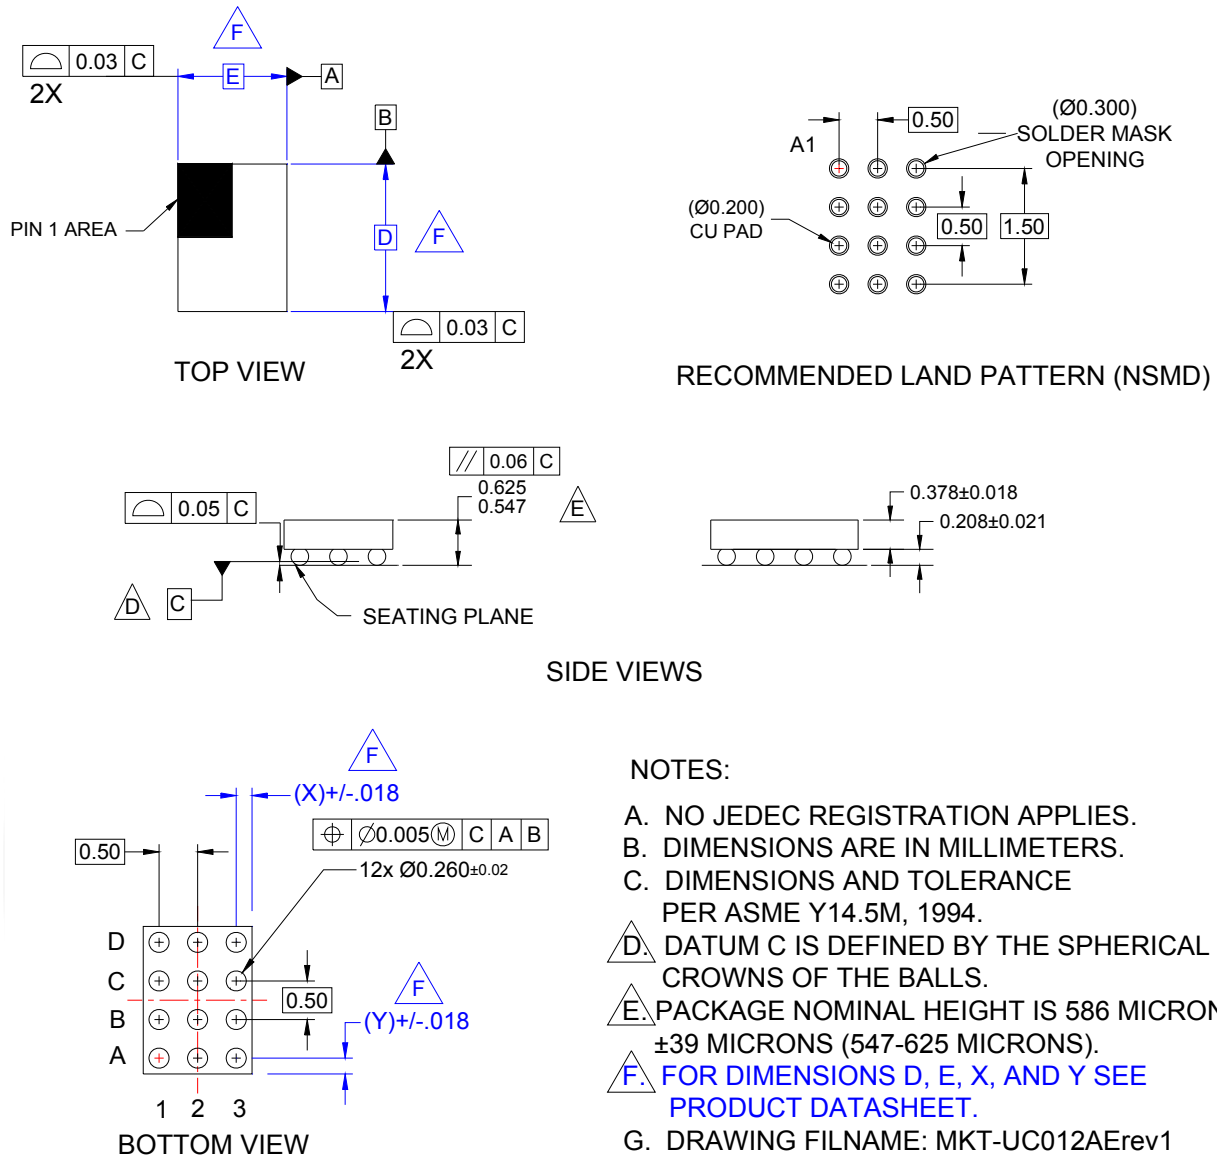 F
0.03 C
2X
E
A
B
PIN 1 AREA
D
F
0.03 C
2X
TOP VIEW
(Ø0.300)
SOLDER MASK
OPENING
0.50
A1
(Ø0.200)
CU PAD
0.50
1.50
RECOMMENDED LAND PATTERN (NSMD)
// 0.06 C
0.625
0.547
E
0.05 C
D
C
SEATING PLANE
0.378±0.018
0.208±0.021
SIDE VIEWS
F
(X)+/-.018
Ø0.005Ⓜ C A B
12x Ø0.260±0.02
0.50
D
C
B
A
0.50
F
(Y)+/-.018
1 2 3
BOTTOM VIEW
NOTES:
A. NO JEDEC REGISTRATION APPLIES.
B. DIMENSIONS ARE IN MILLIMETERS.
C. DIMENSIONS AND TOLERANCE
PER ASME Y14.5M, 1994.
D. DATUM C IS DEFINED BY THE SPHERICAL
CROWNS OF THE BALLS.
E. PACKAGE NOMINAL HEIGHT IS 586 MICRON
±39 MICRONS (547-625 MICRONS).
F. FOR DIMENSIONS D, E, X, AND Y SEE
PRODUCT DATASHEET.
G. DRAWING FILNAME: MKT-UC012AErev1